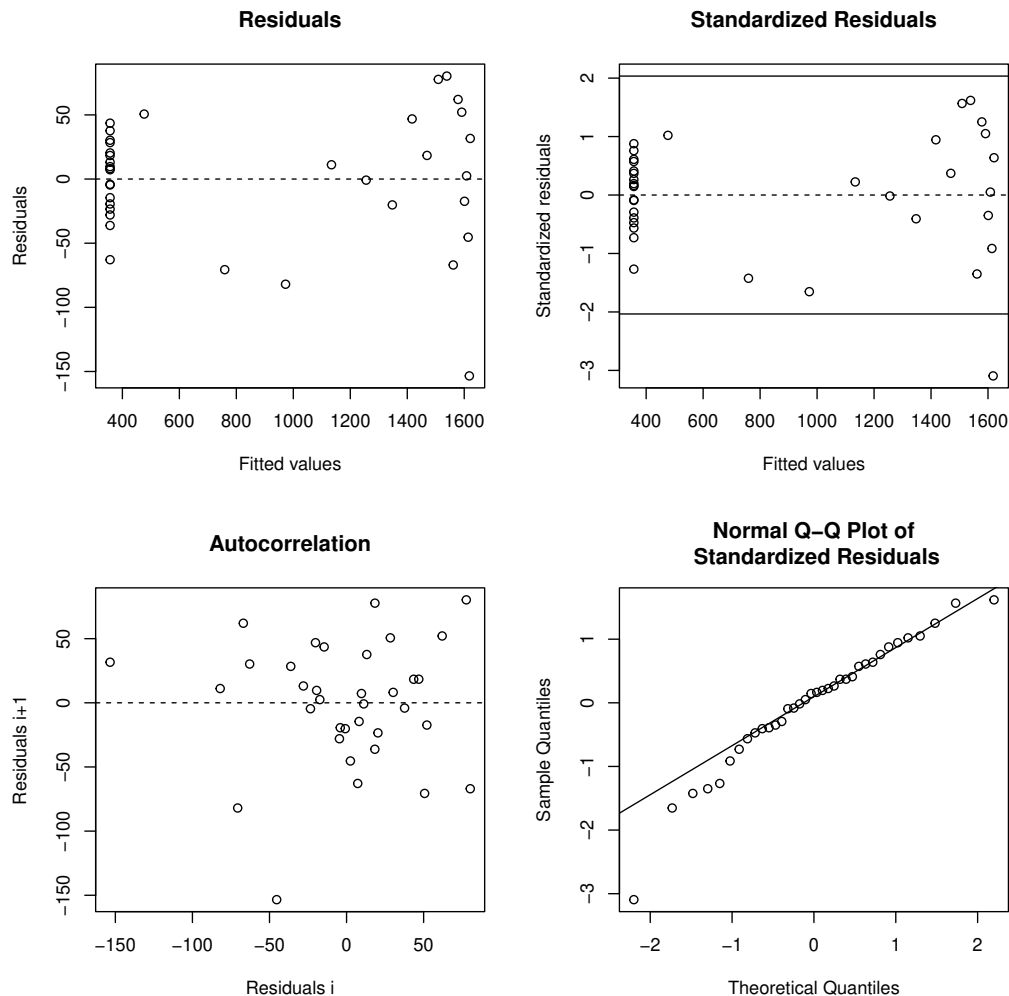 Residuals
Residuals
50
0
−50
−100
−150
400 600 800 1000 1200 1400 1600
Fitted values
Standardized Residuals
Standardized residuals
2
1
0
−1
−2
−3
400 600 800 1000 1200 1400 1600
Fitted values
Autocorrelation
Residuals i+1
50
0
−50
−100
−150
−150 −100 −50 0 50
Residuals i
Normal Q−Q Plot of
Standardized Residuals
Sample Quantiles
1
0
−1
−2
−3
−2 −1 0 1 2
Theoretical Quantiles